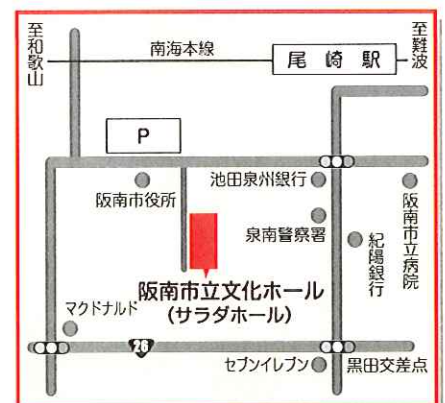 至和歌山
南海本線
尾崎駅
至難波
P
阪南市役所
池田泉州銀行
泉南警察署
紀陽銀行
阪南市立病院
阪南市立文化ホール
(サラダホール)
マクドナルド
26
セブンイレブン
黒田交差点